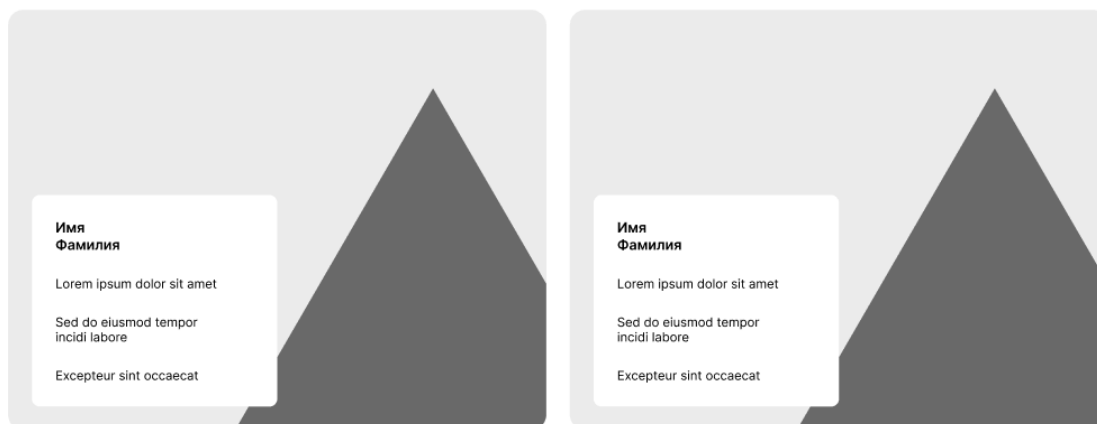 Имя
Фамилия
Lorem ipsum dolor sit amet
Sed do eiusmod tempor
incidi labore
Excepteur sint occaecat
Имя
Фамилия
Lorem ipsum dolor sit amet
Sed do eiusmod tempor
incidi labore
Excepteur sint occaecat